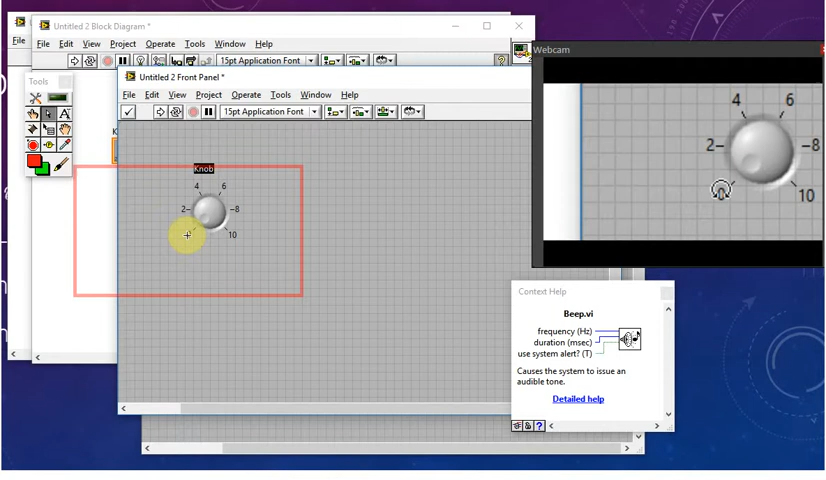 Untitled 2 Block Diagram *
File Edit View Project Operate Tools Window Help
15pt Application Font
File
Tools
Untitled 2 Front Panel *
File Edit View Project Operate Tools Window Help
15pt Application Font
Knob
4 6
2 8
10
Webcam
4 6
2 8
0 10
Context Help
Beep.vi
frequency (Hz)
duration (msec)
use system alert? (T)
Causes the system to issue an
audible tone.
Detailed help